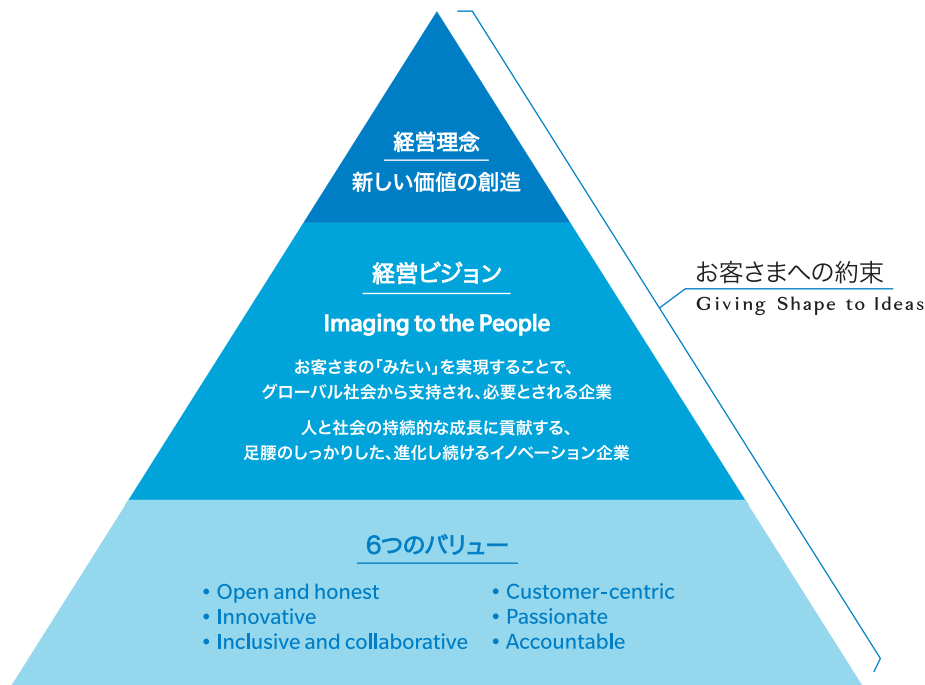 経営理念
新しい価値の創造
経営ビジョン
Imaging to the People
お客さまの「みたい」を実現することで、
グローバル社会から支持され、必要とされる企業
人と社会の持続的な成長に貢献する、
足腰のしっかりした、進化し続けるイノベーション企業
お客さまへの約束
Giving Shape to Ideas
6つのバリュー
• Open and honest
• Innovative
• Inclusive and collaborative
• Customer-centric
• Passionate
• Accountable